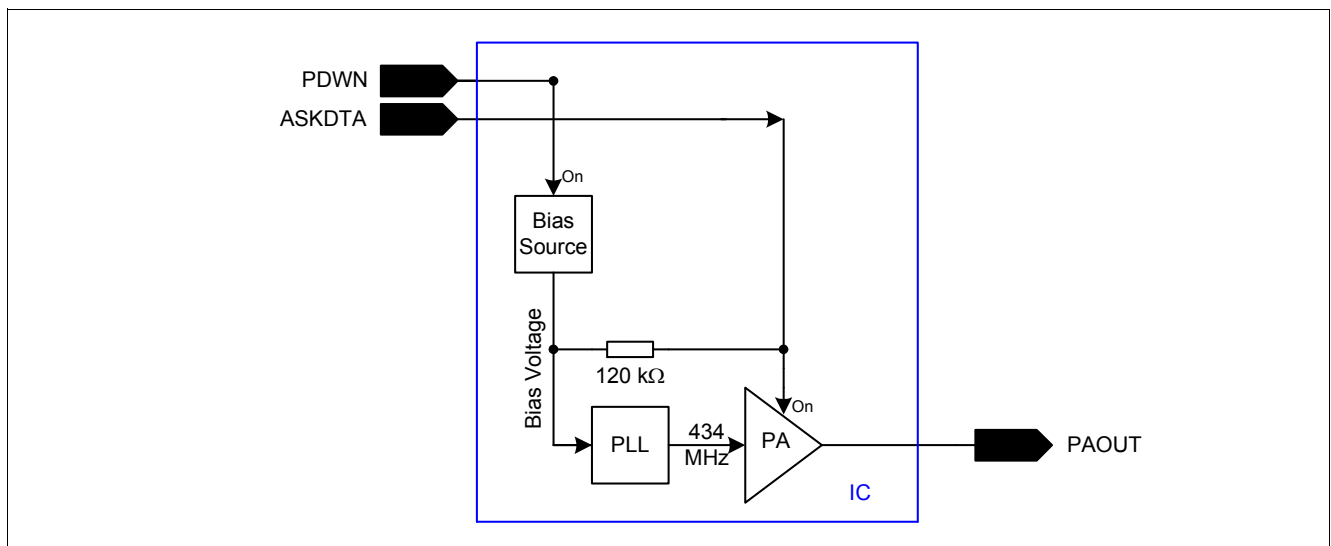 PDWN
ASKDTA
On
Bias
Source
Bias Voltage
120 kΩ
On
434
MHz
PLL
PA
PAOUT
IC